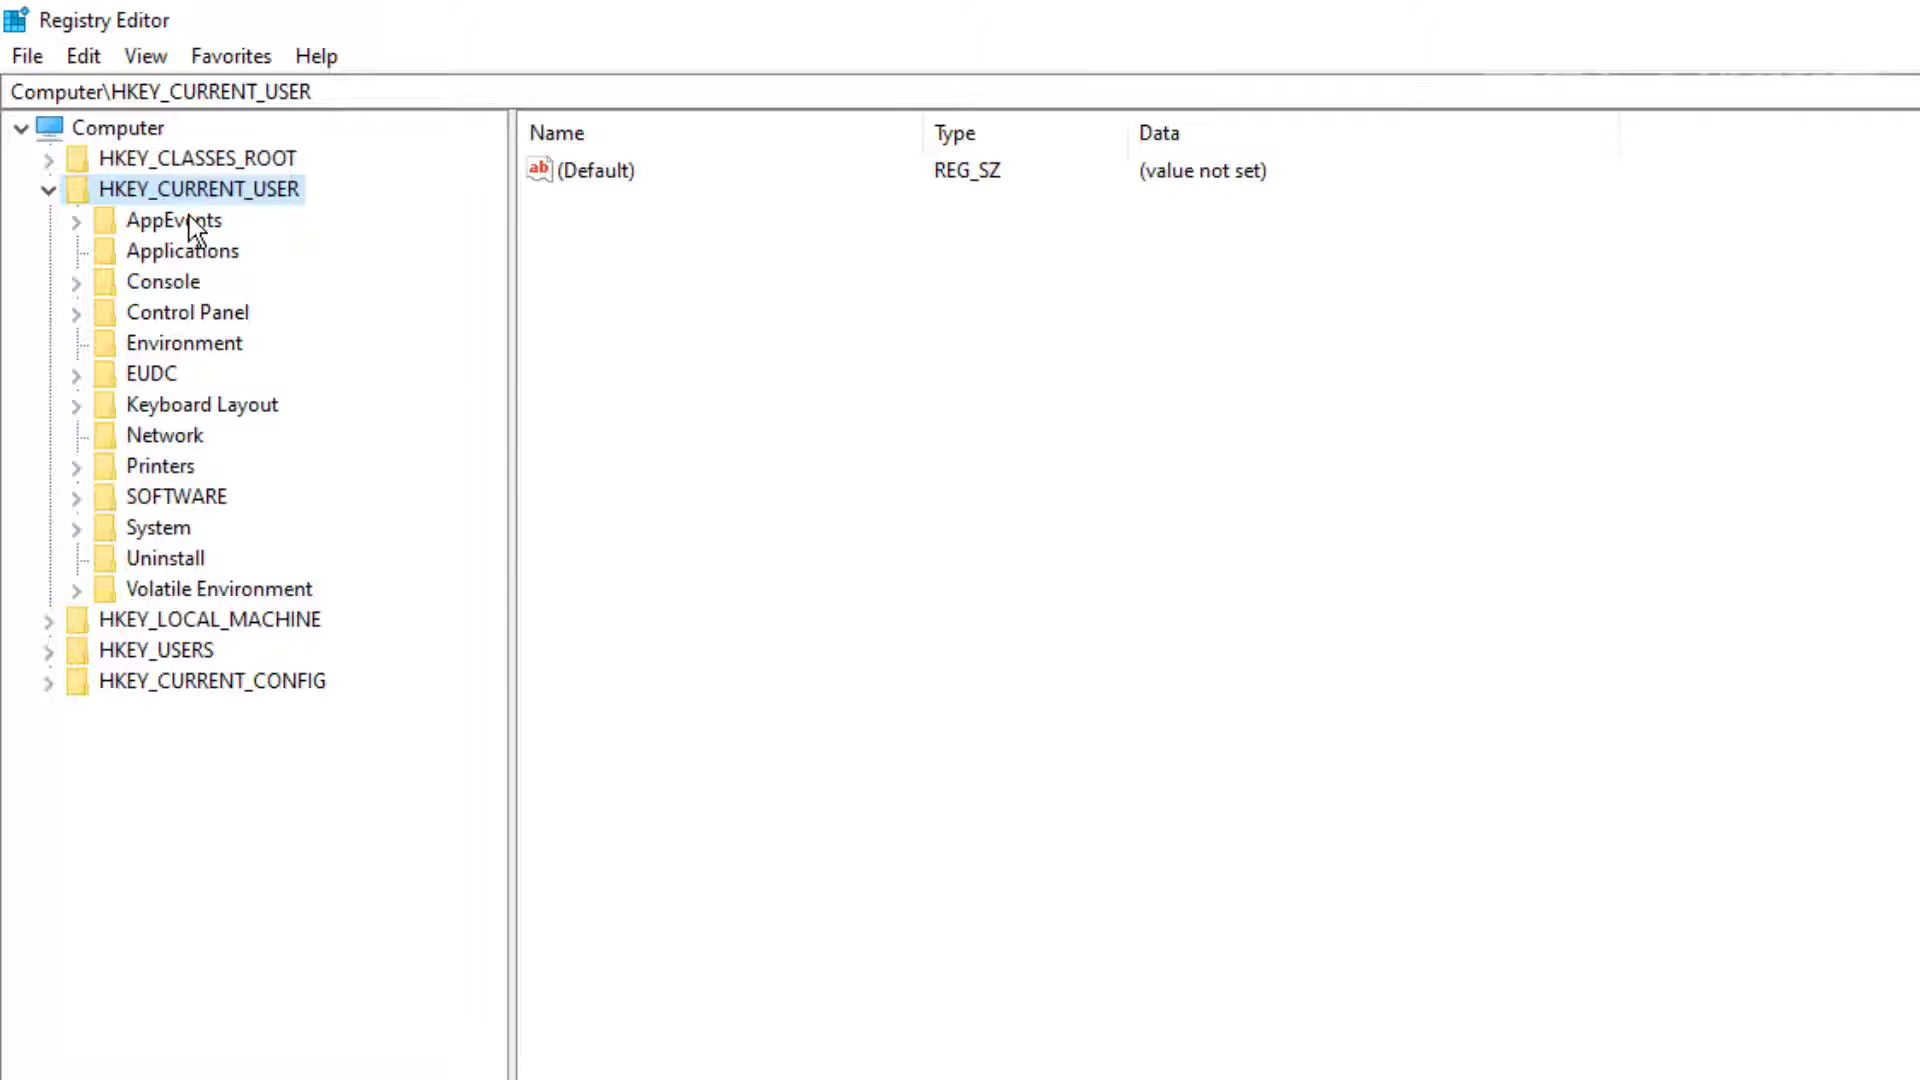 Registry Editor
File Edit View Favorites Help
Computer\HKEY_CURRENT_USER
Computer
HKEY_CLASSES_ROOT
HKEY_CURRENT_USER
AppEvents
Applications
Console
Control Panel
Environment
EUDC
Keyboard Layout
Network
Printers
SOFTWARE
System
Uninstall
Volatile Environment
HKEY_LOCAL_MACHINE
HKEY_USERS
HKEY_CURRENT_CONFIG
Name Type Data
ab (Default) REG_SZ (value not set)